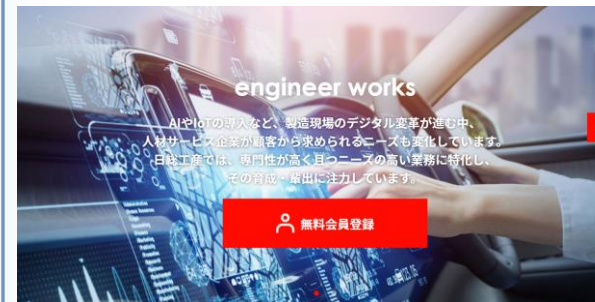 engineer works
AIやIoTの導入など、製造現場のデジタル変革が進む中、
人材サービス企業が顧客から求められるニーズも変化しています。
日総工産では、専門性が高く且つニーズの高い業務に特化し、
その育成・輩出に注力しています。
無料会員登録